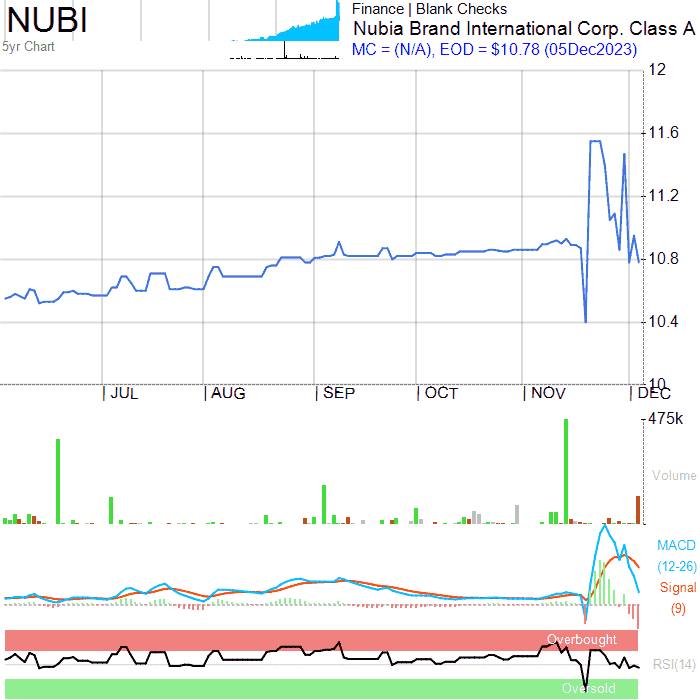 NUBI
5yr Chart
Finance | Blank Checks
Nubia Brand International Corp. Class A
MC = (N/A), EOD = $10.78 (05Dec2023)
12
11.6
11.2
10.8
10.4
10
JUL
AUG
SEP
OCT
NOV
DEC
475k
Volume
MACD
(12-26)
Signal
(9)
Overbought
RSI(14)
Oversold